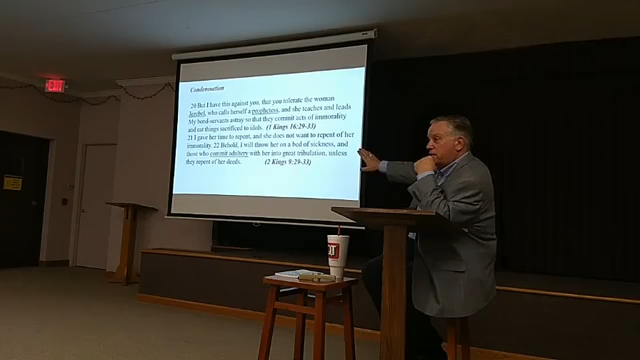 EXIT
Condemnation
20 But I have this against you, that you tolerate the woman
Jezebel, who calls herself a prophetess, and she teaches and leads
My bond-servants astray so that they commit acts of immorality
and eat things sacrificed to idols. (1 Kings 16:29-33)
21 I gave her time to repent, and she does not want to repent of her
immorality. 22 Behold, I will throw her on a bed of sickness, and
those who commit adultery with her into great tribulation, unless
they repent of her deeds. (2 Kings 9:29-33)
QT